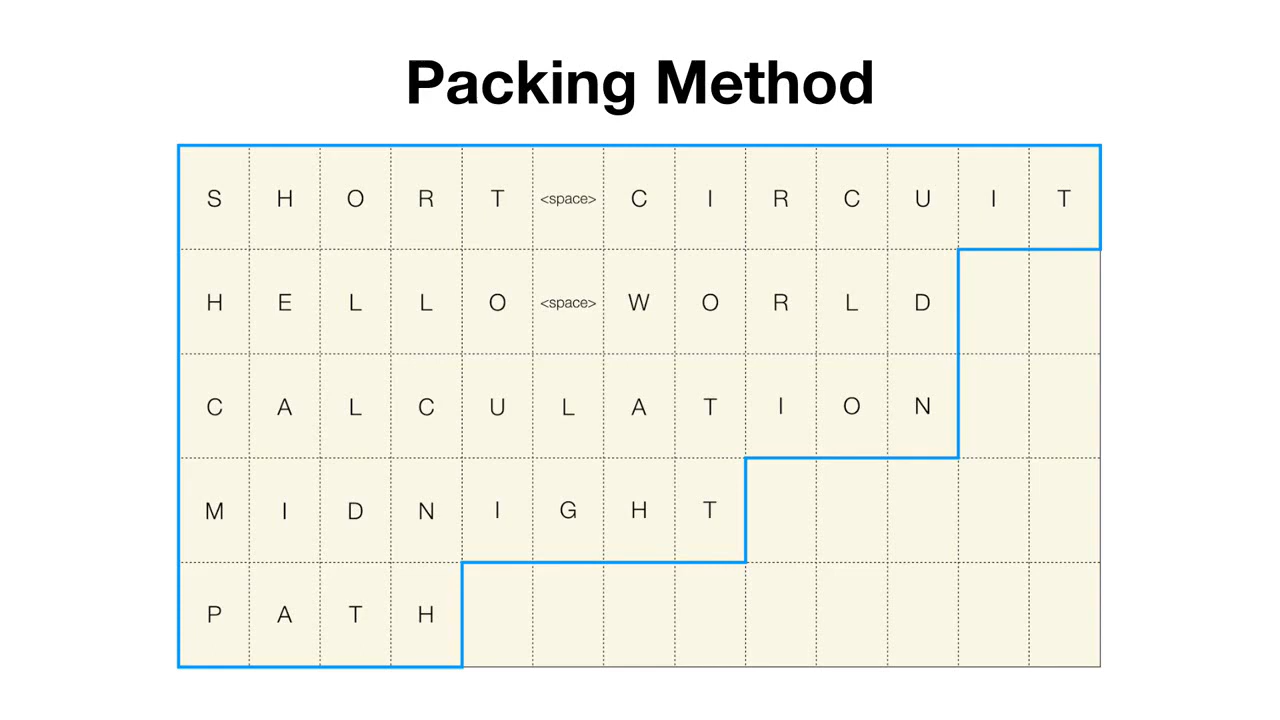 Packing Method
S H O R T <space> C I R C U I T
H E L L O <space> W O R L D
C A L C U L A T I O N
M I D N I G H T
P A T H